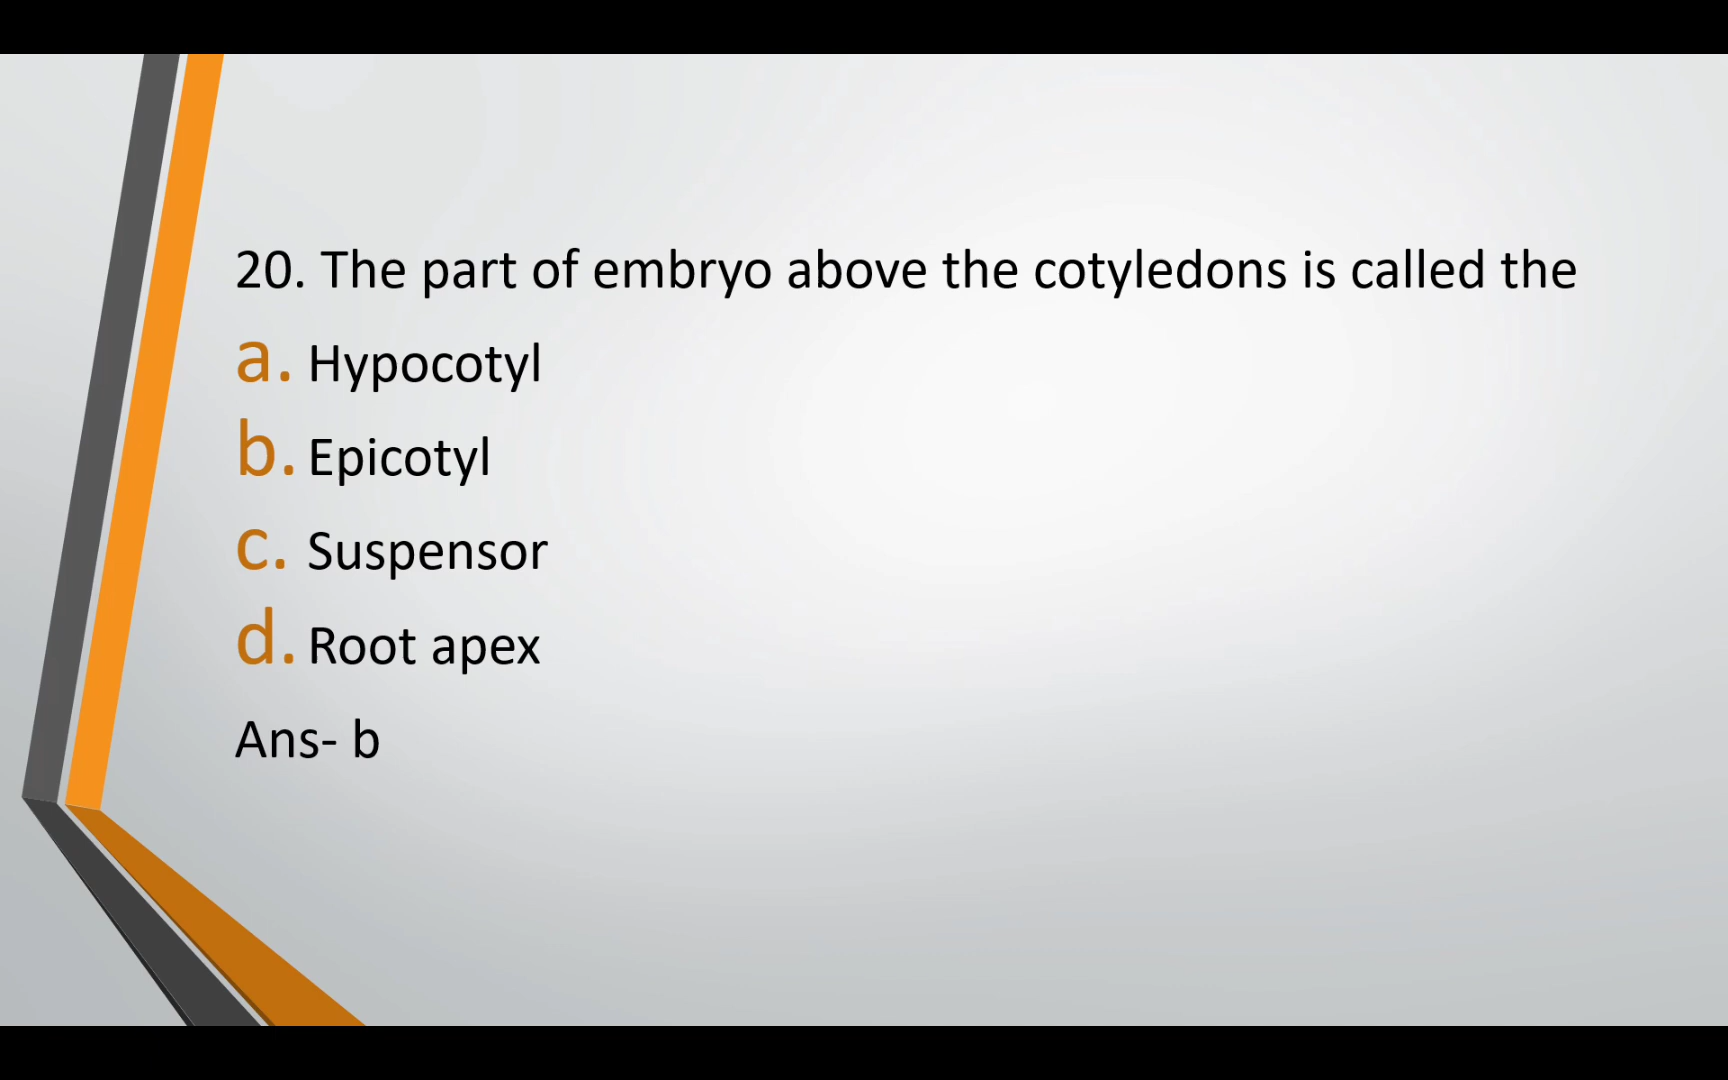 20. The part of embryo above the cotyledons is called the
a. Hypocotyl
b. Epicotyl
c. Suspensor
d. Root apex
Ans- b